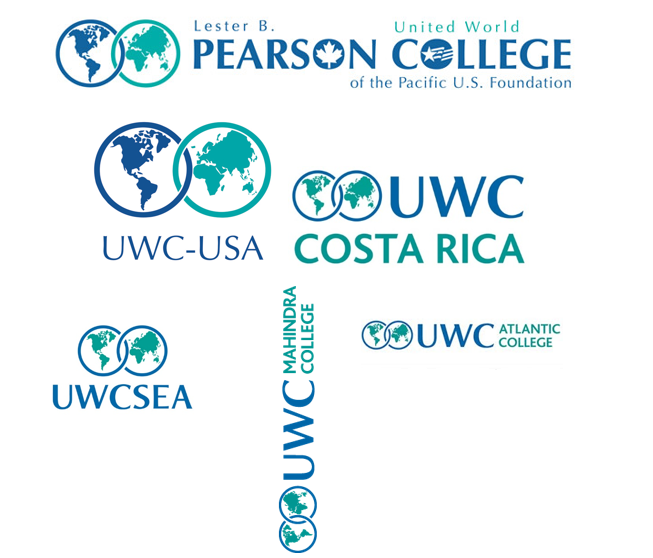 Lester B. United World
PEARSON COLLEGE
of the Pacific U.S. Foundation
UWC-USA
UWC
COSTA RICA
UWCSEA
UWC MAHINDRA
COLLEGE
UWC ATLANTIC
COLLEGE